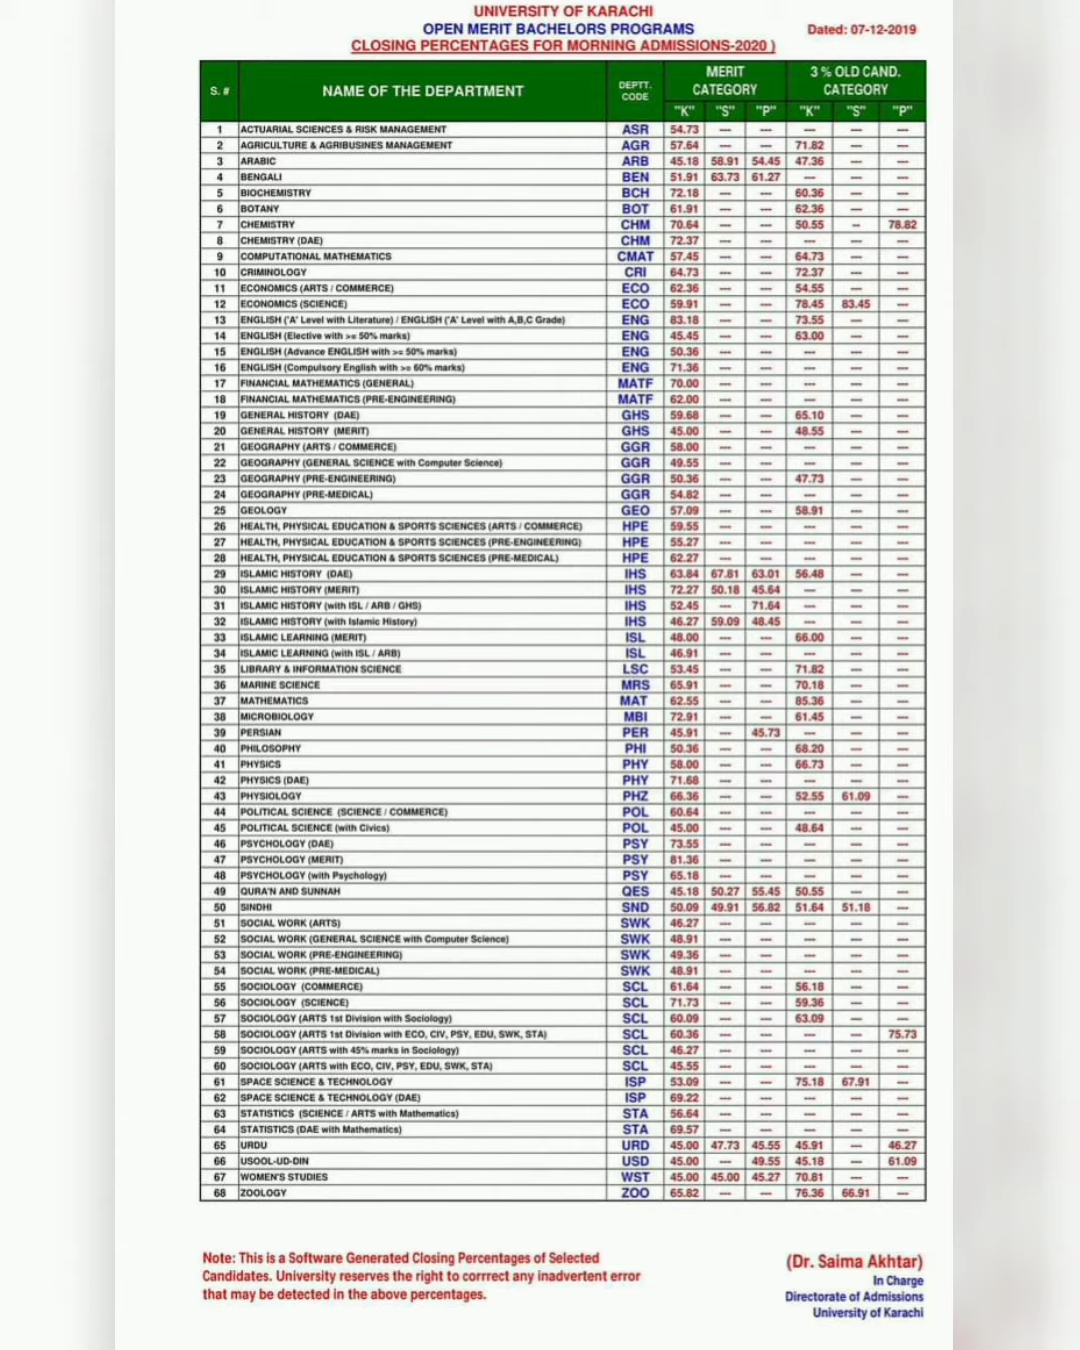 UNIVERSITY OF KARACHI
OPEN MERIT BACHELORS PROGRAMS
Dated: 07-12-2019
CLOSING PERCENTAGES FOR MORNING ADMISSIONS-2020 )
S. # NAME OF THE DEPARTMENT DEPTT. CODE MERIT CATEGORY 3 % OLD CAND. CATEGORY
"K" "S" "P" "K" "S" "P"
1 ACTUARIAL SCIENCES & RISK MANAGEMENT ASR 54.73 --- --- --- --- ---
2 AGRICULTURE & AGRIBUSINES MANAGEMENT AGR 57.64 --- --- 71.82 --- ---
3 ARABIC ARB 45.18 58.91 54.45 47.36 --- ---
4 BENGALI BEN 51.91 63.73 61.27 --- --- ---
5 BIOCHEMISTRY BCH 72.18 --- --- 60.36 --- ---
6 BOTANY BOT 61.91 --- --- 62.36 --- ---
7 CHEMISTRY CHM 70.64 --- --- 50.55 -- 78.82
8 CHEMISTRY (DAE) CHM 72.37 --- --- --- --- ---
9 COMPUTATIONAL MATHEMATICS CMAT 57.45 --- --- 64.73 --- ---
10 CRIMINOLOGY CRI 64.73 --- --- 72.37 --- ---
11 ECONOMICS (ARTS / COMMERCE) ECO 62.36 --- --- 54.55 --- ---
12 ECONOMICS (SCIENCE) ECO 59.91 --- --- 78.45 83.45 ---
13 ENGLISH ('A' Level with Literature) / ENGLISH ('A' Level with A,B,C Grade) ENG 83.18 --- --- 73.55 --- ---
14 ENGLISH (Elective with >= 50% marks) ENG 45.45 --- --- 63.00 --- ---
15 ENGLISH (Advance ENGLISH with >= 50% marks) ENG 50.36 --- --- --- --- ---
16 ENGLISH (Compulsory English with >= 60% marks) ENG 71.36 --- --- --- --- ---
17 FINANCIAL MATHEMATICS (GENERAL) MATF 70.00 --- --- --- --- ---
18 FINANCIAL MATHEMATICS (PRE-ENGINEERING) MATF 62.00 --- --- --- --- ---
19 GENERAL HISTORY (DAE) GHS 59.68 --- --- 65.10 --- ---
20 GENERAL HISTORY (MERIT) GHS 45.00 --- --- 48.55 --- ---
21 GEOGRAPHY (ARTS / COMMERCE) GGR 58.00 --- --- --- --- ---
22 GEOGRAPHY (GENERAL SCIENCE with Computer Science) GGR 49.55 --- --- --- --- ---
23 GEOGRAPHY (PRE-ENGINEERING) GGR 50.36 --- --- 47.73 --- ---
24 GEOGRAPHY (PRE-MEDICAL) GGR 54.82 --- --- --- --- ---
25 GEOLOGY GEO 57.09 --- --- 58.91 --- ---
26 HEALTH, PHYSICAL EDUCATION & SPORTS SCIENCES (ARTS / COMMERCE) HPE 59.55 --- --- --- --- ---
27 HEALTH, PHYSICAL EDUCATION & SPORTS SCIENCES (PRE-ENGINEERING) HPE 55.27 --- --- --- --- ---
28 HEALTH, PHYSICAL EDUCATION & SPORTS SCIENCES (PRE-MEDICAL) HPE 62.27 --- --- --- --- ---
29 ISLAMIC HISTORY (DAE) IHS 63.84 67.81 63.01 56.48 --- ---
30 ISLAMIC HISTORY (MERIT) IHS 72.27 50.18 45.64 --- --- ---
31 ISLAMIC HISTORY (with ISL / ARB / GHS) IHS 52.45 --- 71.64 --- --- ---
32 ISLAMIC HISTORY (with Islamic History) IHS 46.27 59.09 48.45 --- --- ---
33 ISLAMIC LEARNING (MERIT) ISL 48.00 --- --- 66.00 --- ---
34 ISLAMIC LEARNING (with ISL / ARB) ISL 46.91 --- --- --- --- ---
35 LIBRARY & INFORMATION SCIENCE LSC 53.45 --- --- 71.82 --- ---
36 MARINE SCIENCE MRS 65.91 --- --- 70.18 --- ---
37 MATHEMATICS MAT 62.55 --- --- 85.36 --- ---
38 MICROBIOLOGY MBI 72.91 --- --- 61.45 --- ---
39 PERSIAN PER 45.91 --- 45.73 --- --- ---
40 PHILOSOPHY PHI 50.36 --- --- 68.20 --- ---
41 PHYSICS PHY 58.00 --- --- 66.73 --- ---
42 PHYSICS (DAE) PHY 71.68 --- --- --- --- ---
43 PHYSIOLOGY PHZ 66.36 --- --- 52.55 61.09 ---
44 POLITICAL SCIENCE (SCIENCE / COMMERCE) POL 60.64 --- --- --- --- ---
45 POLITICAL SCIENCE (with Civics) POL 45.00 --- --- 48.64 --- ---
46 PSYCHOLOGY (DAE) PSY 73.55 --- --- --- --- ---
47 PSYCHOLOGY (MERIT) PSY 81.36 --- --- --- --- ---
48 PSYCHOLOGY (with Psychology) PSY 65.18 --- --- --- --- ---
49 QURA'N AND SUNNAH QES 45.18 50.27 55.45 50.55 --- ---
50 SINDHI SND 50.09 49.91 56.82 51.64 51.18 ---
51 SOCIAL WORK (ARTS) SWK 46.27 --- --- --- --- ---
52 SOCIAL WORK (GENERAL SCIENCE with Computer Science) SWK 48.91 --- --- --- --- ---
53 SOCIAL WORK (PRE-ENGINEERING) SWK 49.36 --- --- --- --- ---
54 SOCIAL WORK (PRE-MEDICAL) SWK 48.91 --- --- --- --- ---
55 SOCIOLOGY (COMMERCE) SCL 61.64 --- --- 56.18 --- ---
56 SOCIOLOGY (SCIENCE) SCL 71.73 --- --- 59.36 --- ---
57 SOCIOLOGY (ARTS 1st Division with Sociology) SCL 60.09 --- --- 63.09 --- ---
58 SOCIOLOGY (ARTS 1st Division with ECO, CIV, PSY, EDU, SWK, STA) SCL 60.36 --- --- --- --- 75.73
59 SOCIOLOGY (ARTS with 45% marks in Sociology) SCL 46.27 --- --- --- --- ---
60 SOCIOLOGY (ARTS with ECO, CIV, PSY, EDU, SWK, STA) SCL 45.55 --- --- --- --- ---
61 SPACE SCIENCE & TECHNOLOGY ISP 53.09 --- --- 75.18 67.91 ---
62 SPACE SCIENCE & TECHNOLOGY (DAE) ISP 69.22 --- --- --- --- ---
63 STATISTICS (SCIENCE / ARTS with Mathematics) STA 56.64 --- --- --- --- ---
64 STATISTICS (DAE with Mathematics) STA 69.57 --- --- --- --- ---
65 URDU URD 45.00 47.73 45.55 45.91 --- 46.27
66 USOOL-UD-DIN USD 45.00 --- 49.55 45.18 --- 61.09
67 WOMEN'S STUDIES WST 45.00 45.00 45.27 70.81 --- ---
68 ZOOLOGY ZOO 65.82 --- --- 76.36 66.91 ---
Note: This is a Software Generated Closing Percentages of Selected
Candidates. University reserves the right to corrrect any inadvertent error
that may be detected in the above percentages.
(Dr. Saima Akhtar)
In Charge
Directorate of Admissions
University of Karachi